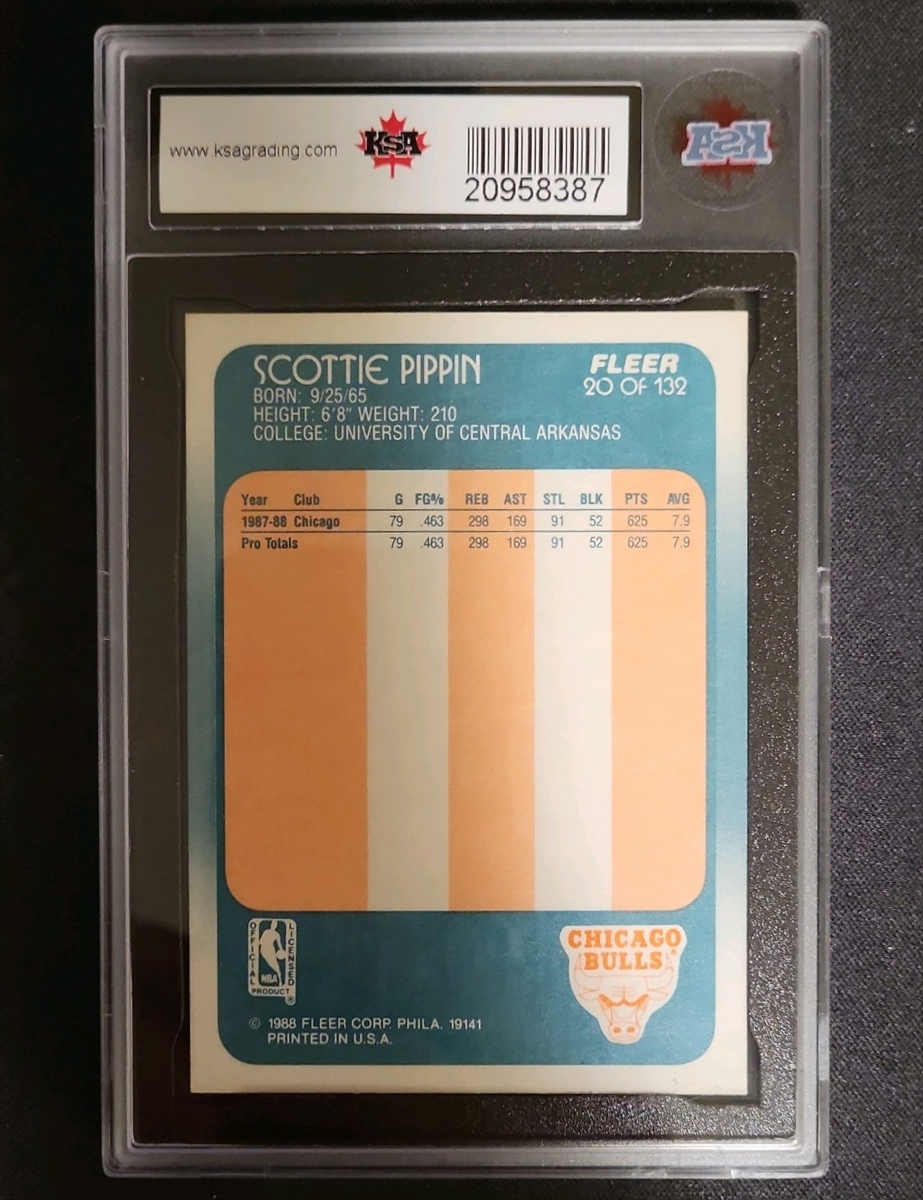 www.ksagrading.com
KSA
20958387
KSA
SCOTTIE PIPPIN
FLEER
20 OF 132
BORN: 9/25/65
HEIGHT: 6'8" WEIGHT: 210
COLLEGE: UNIVERSITY OF CENTRAL ARKANSAS
Year Club G FG% REB AST STL BLK PTS AVG
1987-88 Chicago 79 .463 298 169 91 52 625 7.9
Pro Totals 79 .463 298 169 91 52 625 7.9
OFFICIAL LICENSED
NBA
PRODUCT ®
CHICAGO
BULLS ®
© 1988 FLEER CORP. PHILA. 19141
PRINTED IN U.S.A.